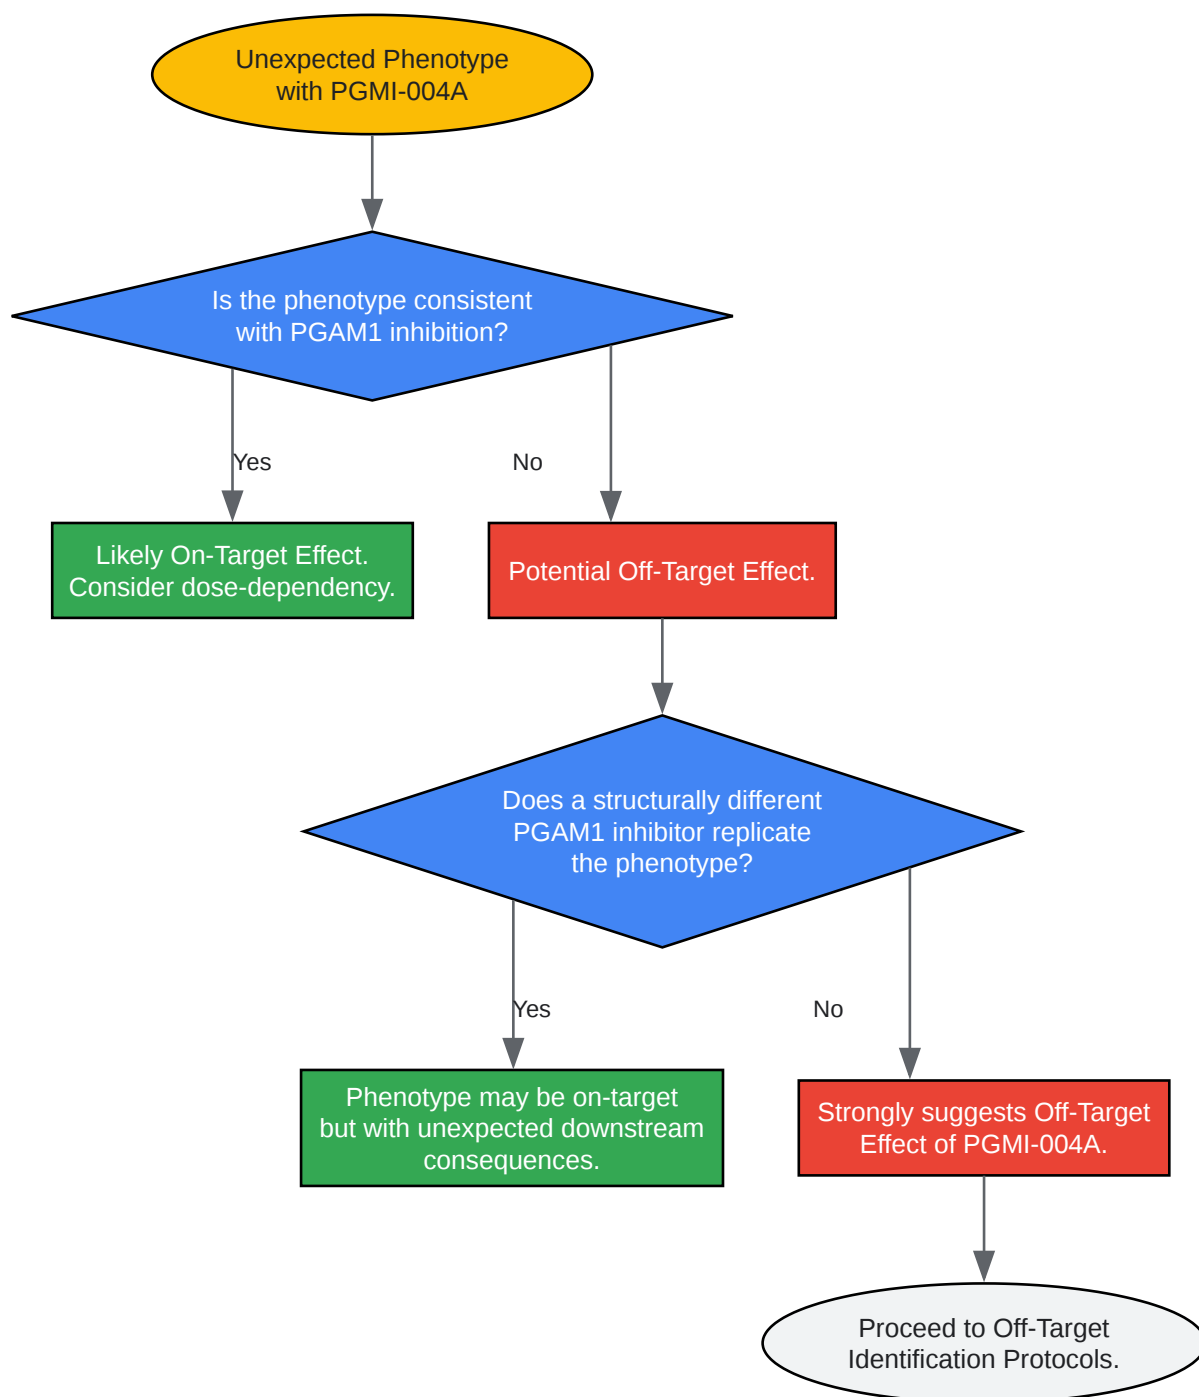 Unexpected Phenotype
with PGMI-004A
Is the phenotype consistent
with PGAM1 inhibition?
Yes
No
Likely On-Target Effect.
Consider dose-dependency.
Potential Off-Target Effect.
Does a structurally different
PGAM1 inhibitor replicate
the phenotype?
Yes
No
Phenotype may be on-target
but with unexpected downstream
consequences.
Strongly suggests Off-Target
Effect of PGMI-004A.
Proceed to Off-Target
Identification Protocols.